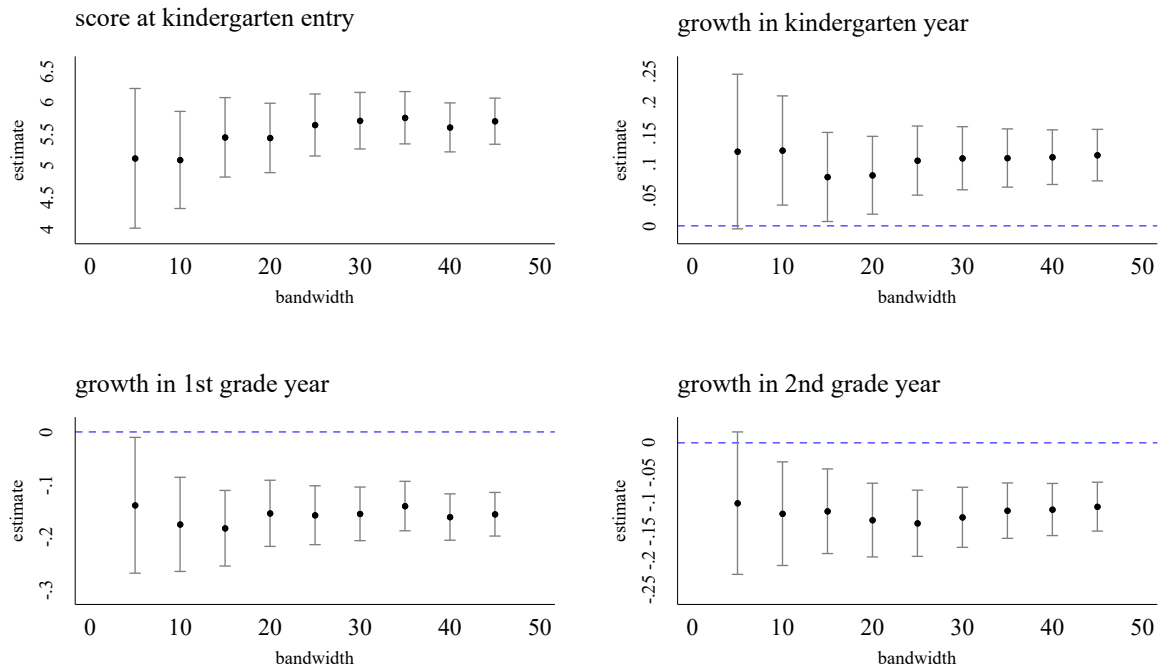 score at kindergarten entry
estimate
4 4.5 5 5.5 6 6.5
0 10 20 30 40 50
bandwidth
growth in kindergarten year
estimate
0 .05 .1 .15 .2 .25
0 10 20 30 40 50
bandwidth
growth in 1st grade year
estimate
-.3 -.2 -.1 0
0 10 20 30 40 50
bandwidth
growth in 2nd grade year
estimate
-.25 -.2 -.15 -.1 -.05 0
0 10 20 30 40 50
bandwidth